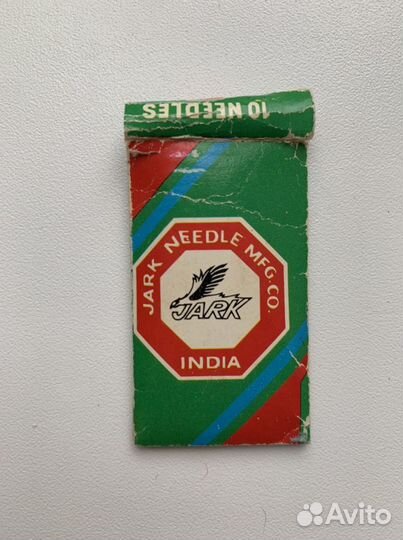 10 NEEDLES
JARK NEEDLE MFG.CO.
JARK
INDIA
Avito